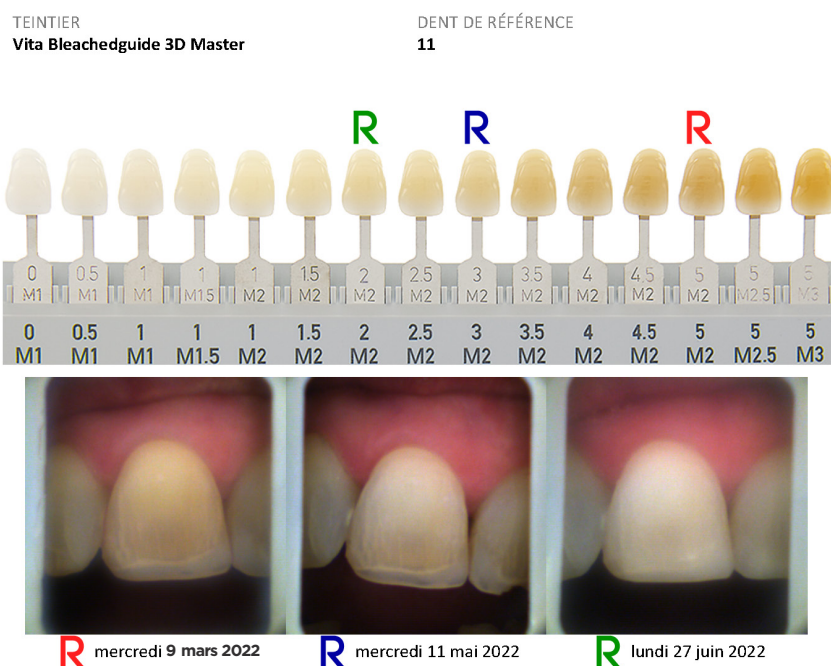 TEINTIER DENT DE RÉFÉRENCE
Vita Bleachedguide 3D Master 11
R R R
0 0.5 1 1 1 1.5 2 2.5 3 3.5 4 4.5 5 5 5
M1 M1 M1 M1.5 M2 M2 M2 M2 M2 M2 M2 M2 M2 M2.5 M3
0 0.5 1 1 1 1.5 2 2.5 3 3.5 4 4.5 5 5 5
M1 M1 M1 M1.5 M2 M2 M2 M2 M2 M2 M2 M2 M2 M2.5 M3
R mercredi 9 mars 2022 R mercredi 11 mai 2022 R lundi 27 juin 2022